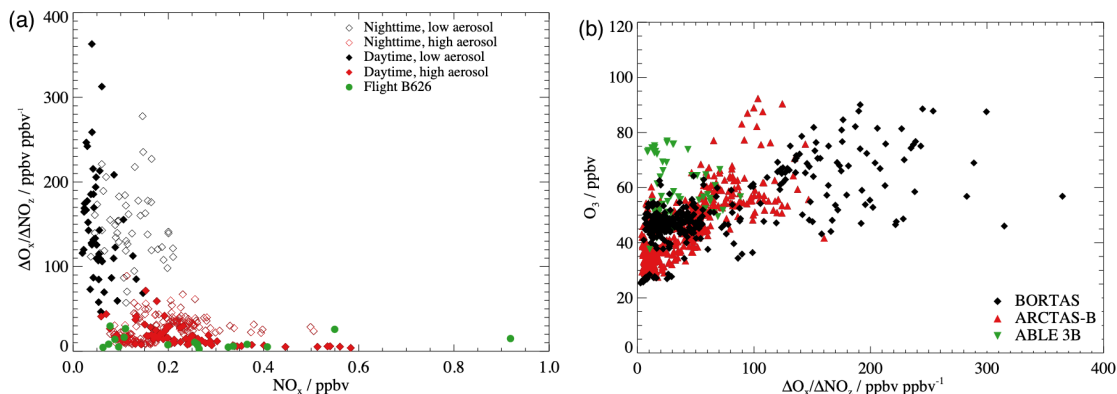 (a)
400
300
200
100
0
ΔOₓ/ΔNO_z / ppbv ppbv⁻¹
0.0 0.2 0.4 0.6 0.8 1.0
NOₓ / ppbv
Nighttime, low aerosol
Nighttime, high aerosol
Daytime, low aerosol
Daytime, high aerosol
Flight B626
(b)
120
100
80
60
40
20
0
O₃ / ppbv
0 100 200 300 400
ΔOₓ/ΔNO_z / ppbv ppbv⁻¹
BORTAS
ARCTAS-B
ABLE 3B